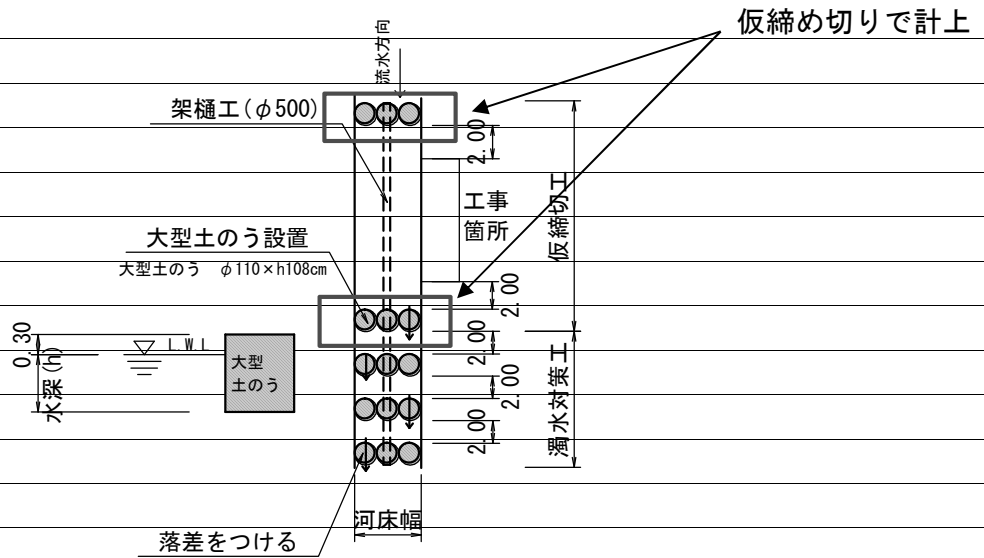 仮締め切りで計上
流水方向
架樋工(φ500)
2.00
工事
箇所
仮締切工
大型土のう設置
大型土のう φ110×h108cm
2.00
0.30
L.W.L
水深(h)
大型
土のう
2.00
2.00
2.00
濁水対策工
河床幅
落差をつける